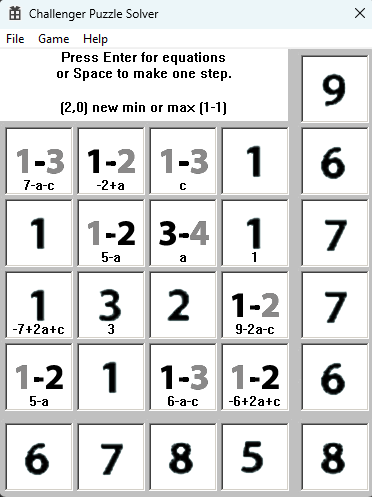 Challenger Puzzle Solver
File Game Help
Press Enter for equations
or Space to make one step.
(2,0) new min or max (1-1)
9
1-3 1-2 1-3 1 6
7-a-c -2+a c
1 1-2 3-4 1 7
5-a a 1
1 3 2 1-2 7
-7+2a+c 3 9-2a-c
1-2 1 1-3 1-2 6
5-a 6-a-c -6+2a+c
6 7 8 5 8